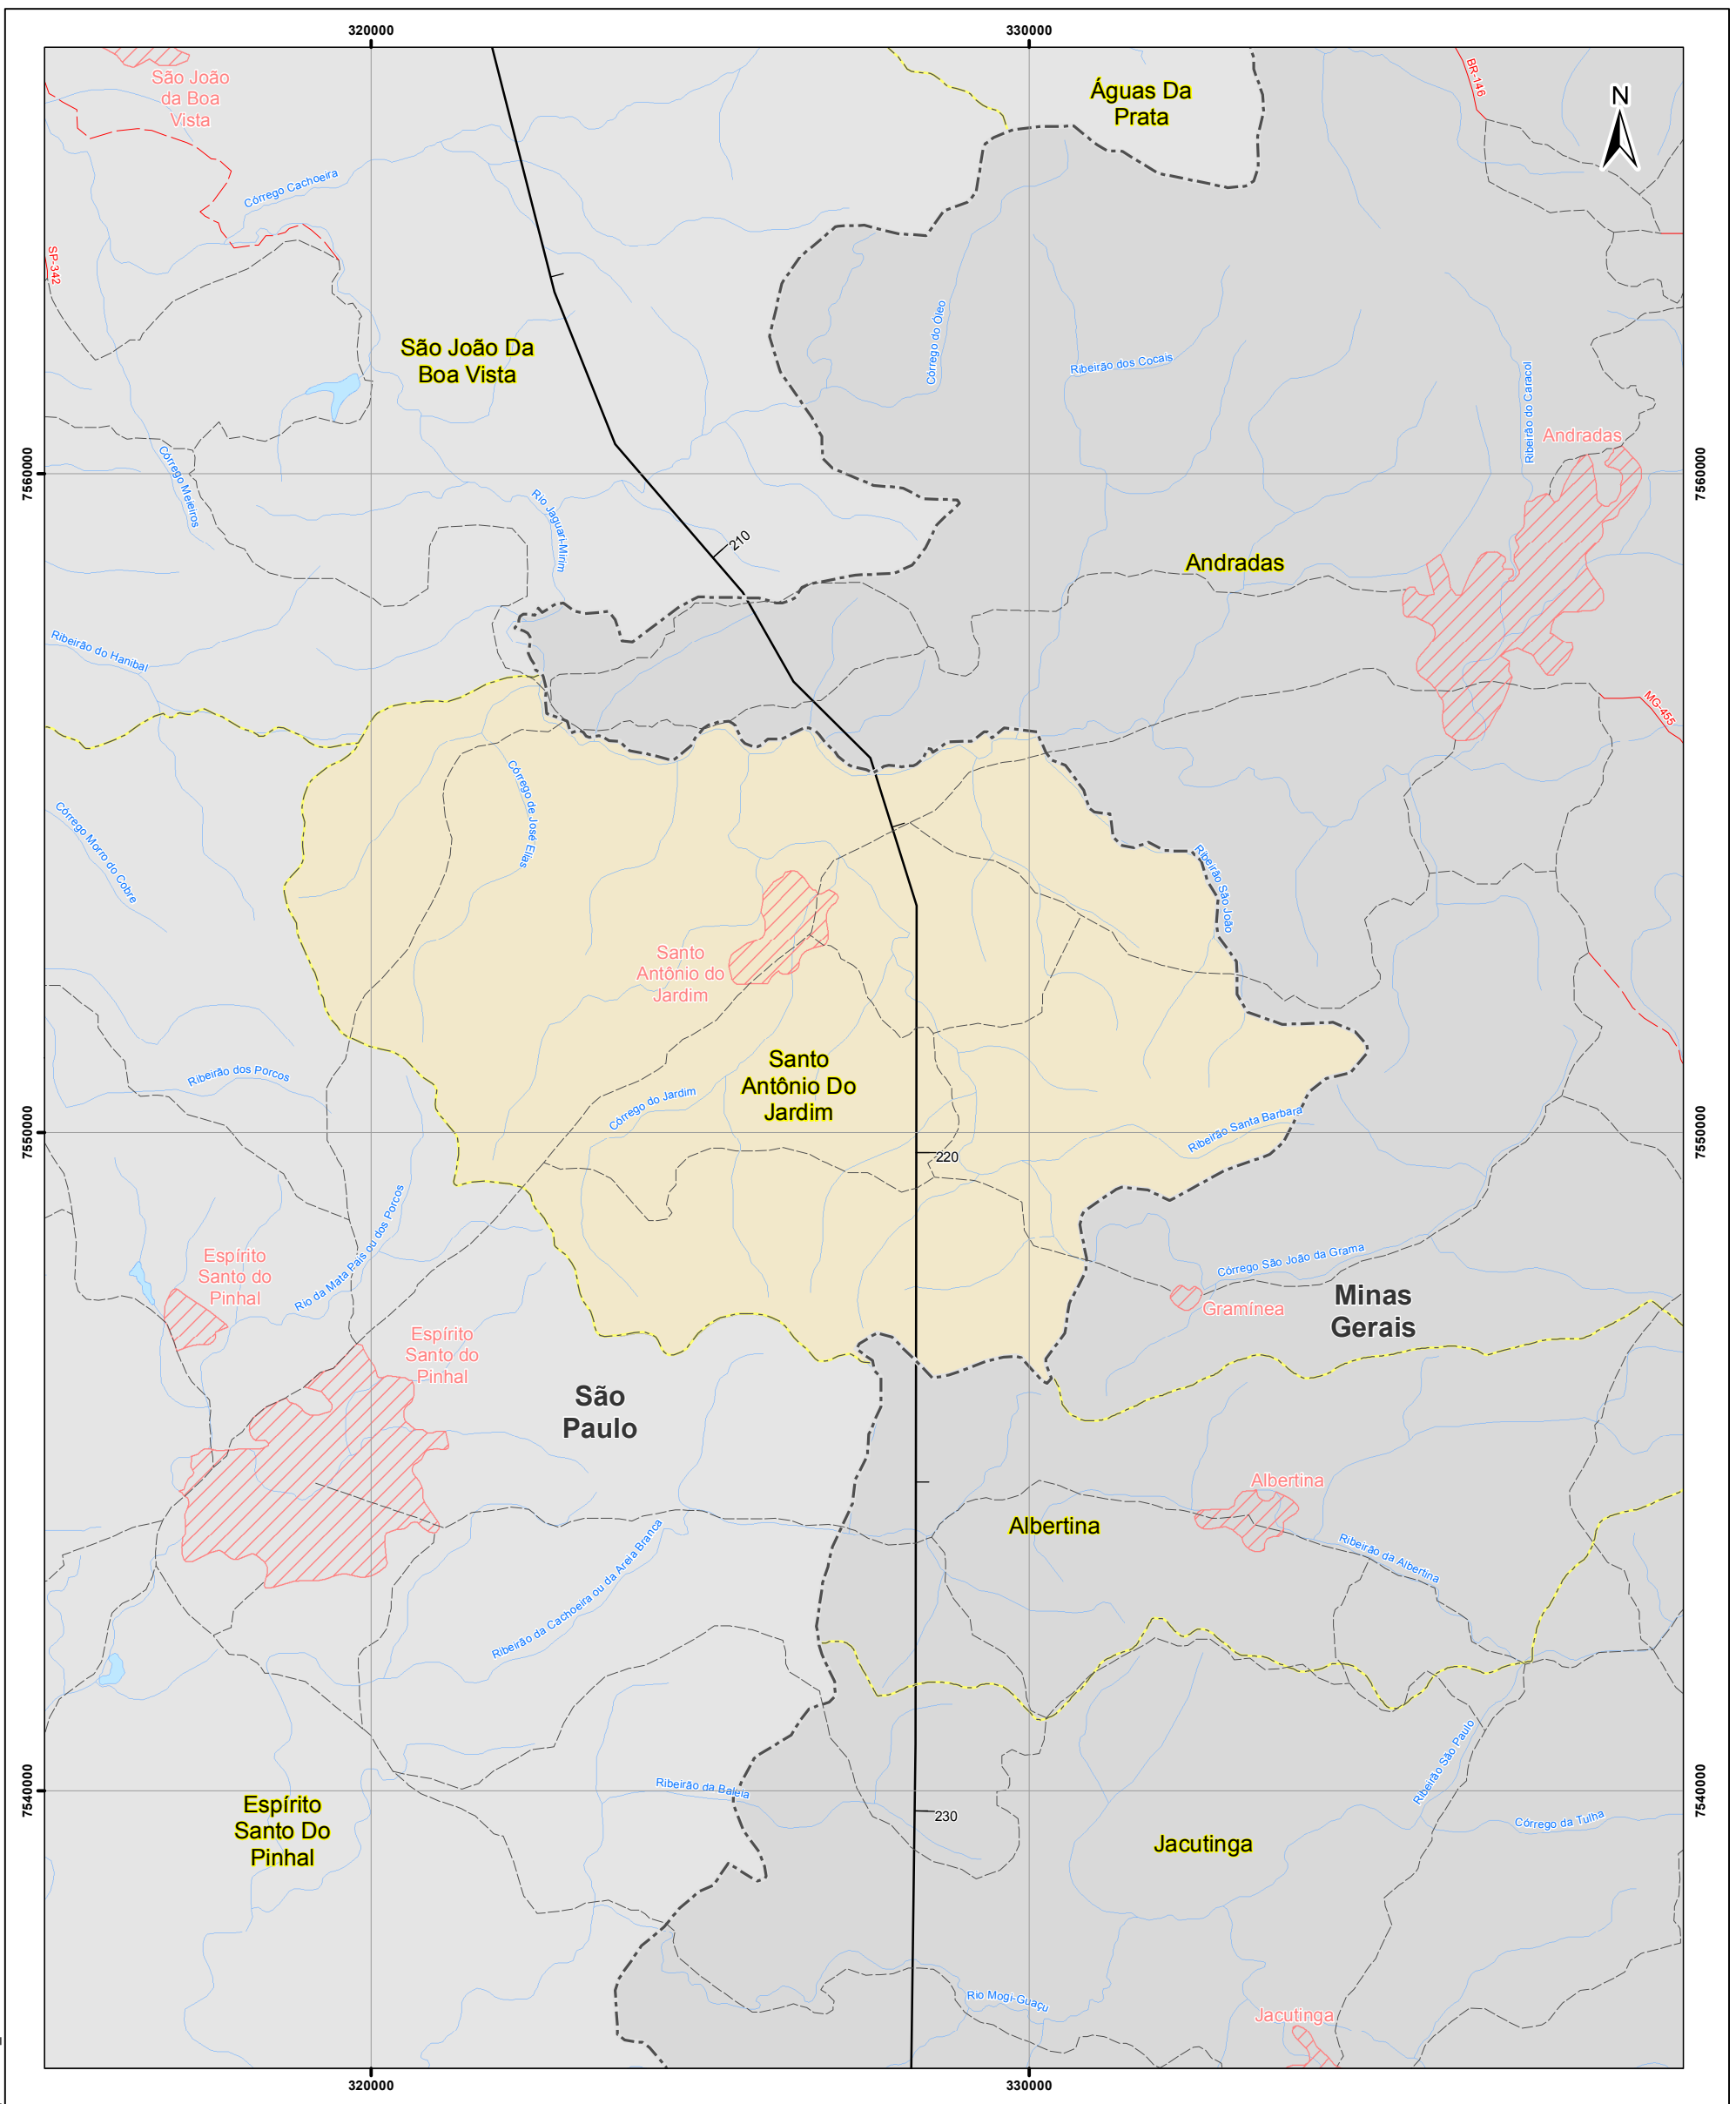 320000
330000
São João
da Boa
Vista
Águas Da
Prata
BR-146
N
Córrego Cachoeira
SP-342
São João Da
Boa Vista
Córrego do Óleo
Ribeirão dos Cocais
Ribeirão do Caracol
Andradas
7560000
7560000
Córrego Meieiros
Rio Jaguari-Mirim
210
Andradas
Ribeirão do Hanibal
MG-455
Córrego Morro do Cobre
Córrego de José Elias
Ribeirão São João
Santo
Antônio do
Jardim
Ribeirão dos Porcos
Santo
Antônio Do
Jardim
Córrego do Jardim
Ribeirão Santa Barbara
7550000
7550000
220
Rio da Mata Pais ou dos Porcos
Espírito
Santo do
Pinhal
Córrego São João da Grama
Gramínea
Minas
Gerais
Espírito
Santo do
Pinhal
São
Paulo
Albertina
Albertina
Ribeirão da Albertina
Ribeirão da Cachoeira ou da Areia Branca
Ribeirão São Paulo
7540000
7540000
Ribeirão da Baleia
230
Córrego da Tulha
Espírito
Santo Do
Pinhal
Jacutinga
Rio Mogi-Guaçu
Jacutinga
320000
330000